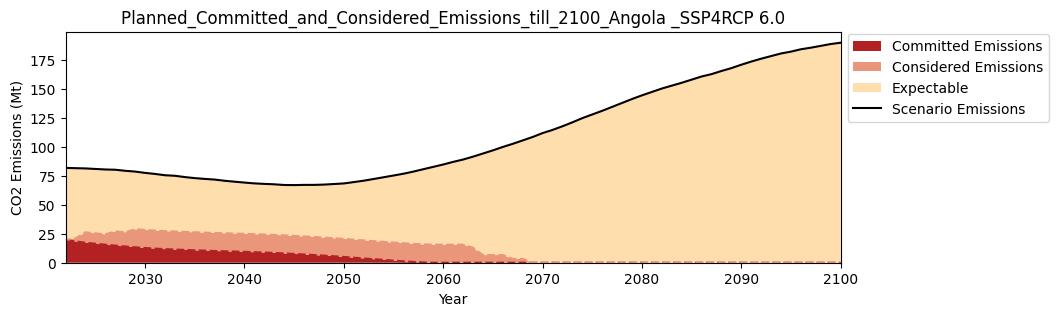 Planned_Committed_and_Considered_Emissions_till_2100_Angola _SSP4RCP 6.0
CO2 Emissions (Mt)
175
150
125
100
75
50
25
0
2030 2040 2050 2060 2070 2080 2090 2100
Year
Committed Emissions
Considered Emissions
Expectable
Scenario Emissions